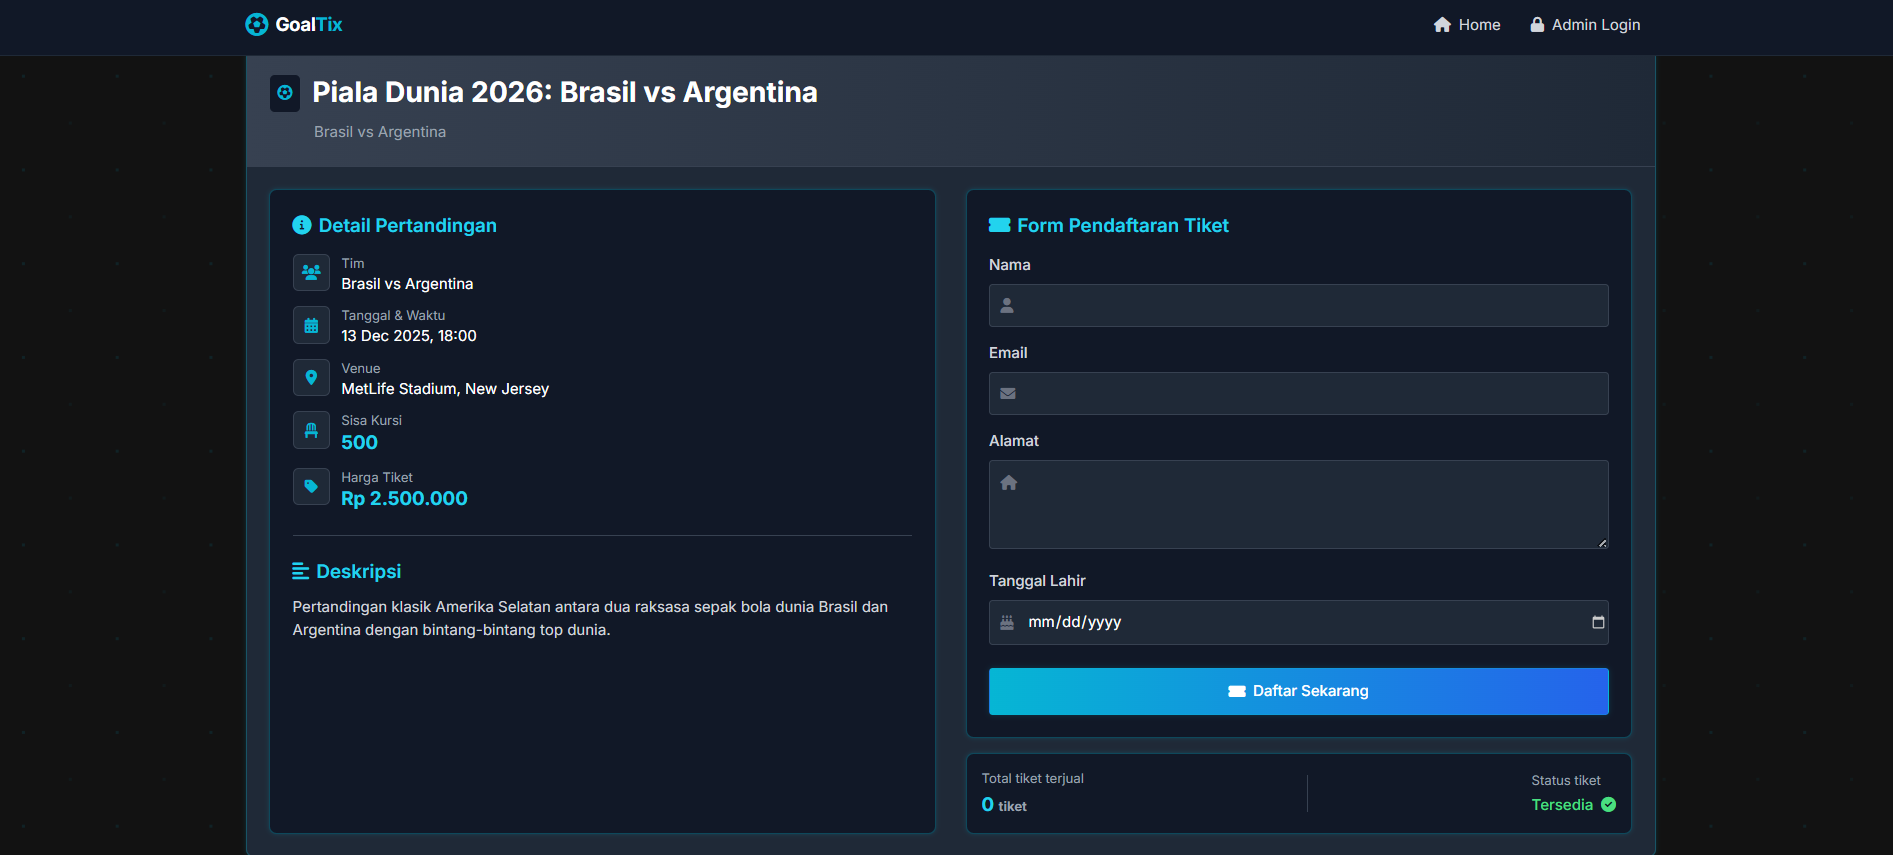 GoalTix
Home
Admin Login
Piala Dunia 2026: Brasil vs Argentina
Brasil vs Argentina
Detail Pertandingan
Tim
Brasil vs Argentina
Tanggal & Waktu
13 Dec 2025, 18:00
Venue
MetLife Stadium, New Jersey
Sisa Kursi
500
Harga Tiket
Rp 2.500.000
Deskripsi
Pertandingan klasik Amerika Selatan antara dua raksasa sepak bola dunia Brasil dan
Argentina dengan bintang-bintang top dunia.
Form Pendaftaran Tiket
Nama
Email
Alamat
Tanggal Lahir
mm/dd/yyyy
Daftar Sekarang
Total tiket terjual
0 tiket
Status tiket
Tersedia